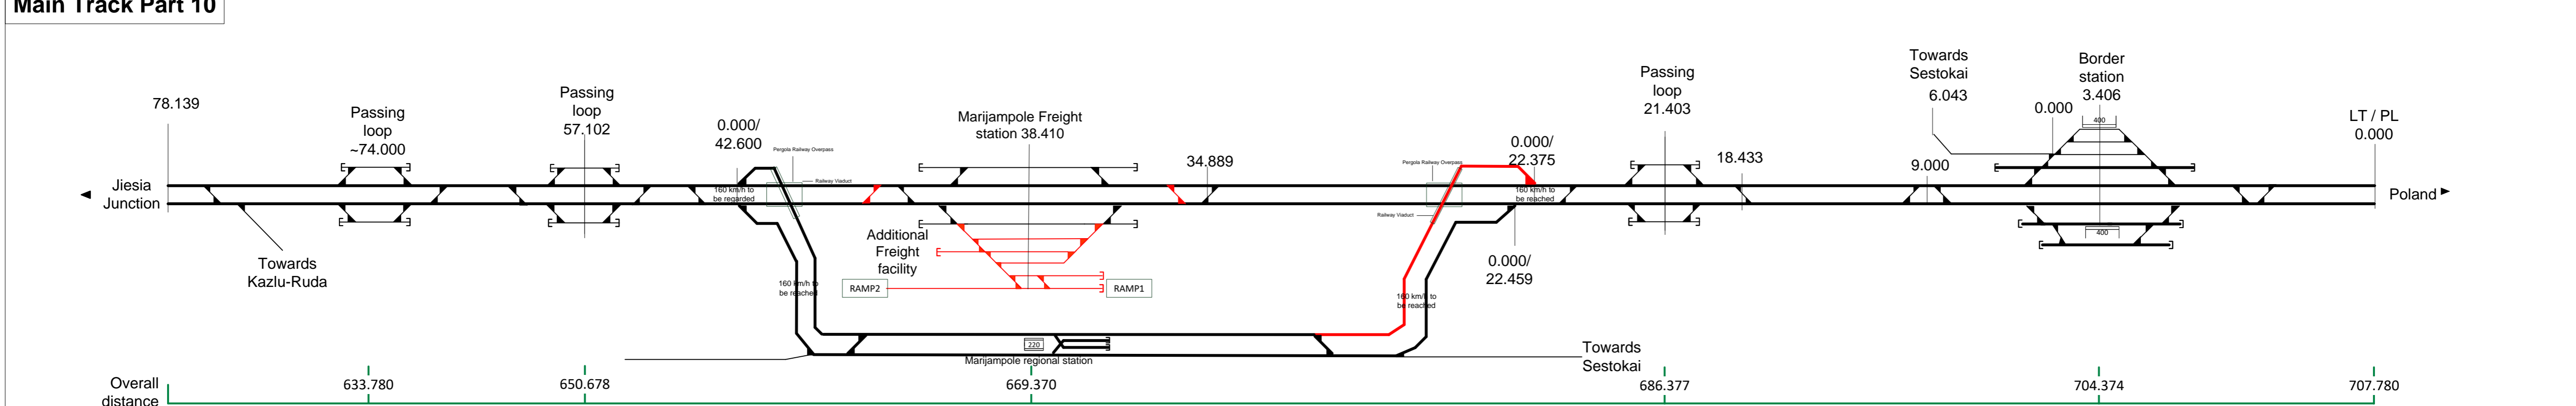 Main Track Part 10
78.139
Passing
loop
~74.000
Passing
loop
57.102
0.000/
42.600
Pergola Railway Overpass
Railway Viaduct
160 km/h to
be regarded
Marijampole Freight
station 38.410
34.889
Pergola Railway Overpass
Railway Viaduct
0.000/
22.375
160 km/h to
be reached
Passing
loop
21.403
18.433
Towards
Sestokai
6.043
9.000
0.000
Border
station
3.406
400
400
LT / PL
0.000
Jiesia
Junction
Poland
Towards
Kazlu-Ruda
Additional
Freight
facility
RAMP2
RAMP1
160 km/h to
be reached
160 km/h to
be reached
0.000/
22.459
220
Marijampole regional station
Towards
Sestokai
Overall
distance
633.780
650.678
669.370
686.377
704.374
707.780